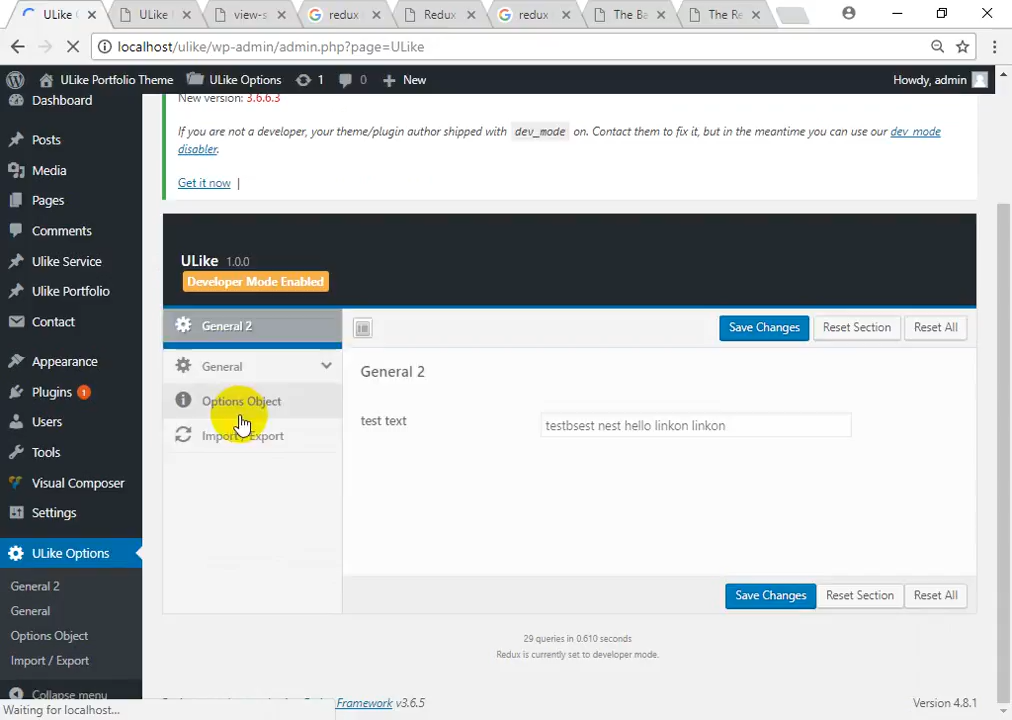 ULike
ULike
view-s
redux
Redux
redux
The Ba
The Re
localhost/ulike/wp-admin/admin.php?page=ULike
ULike Portfolio Theme ULike Options 1 0 New Howdy, admin
Dashboard
Posts
Media
Pages
Comments
Ulike Service
Ulike Portfolio
Contact
Appearance
Plugins 1
Users
Tools
Visual Composer
Settings
ULike Options
General 2
General
Options Object
Import / Export
Collapse menu
Waiting for localhost...
New version: 3.6.6.3
If you are not a developer, your theme/plugin author shipped with dev_mode on. Contact them to fix it, but in the meantime you can use our dev_mode
disabler.
Get it now |
ULike 1.0.0
Developer Mode Enabled
General 2
General
Options Object
Import / Export
Save Changes Reset Section Reset All
General 2
test text testbsest nest hello linkon linkon
Save Changes Reset Section Reset All
29 queries in 0.610 seconds
Redux is currently set to developer mode.
Framework v3.6.5 Version 4.8.1